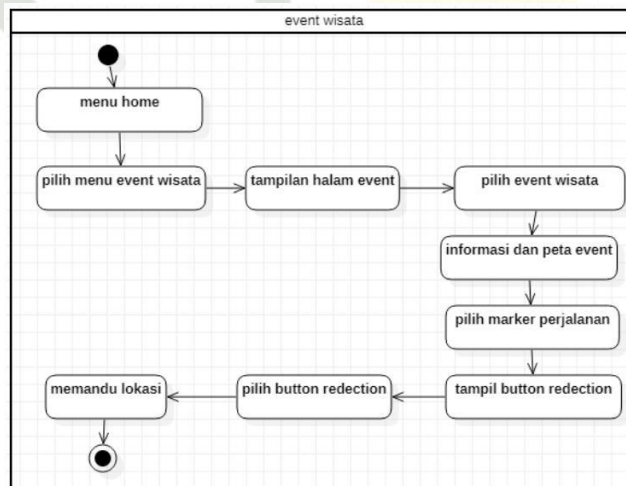 event wisata
menu home
pilih menu event wisata
tampilan halam event
pilih event wisata
informasi dan peta event
pilih marker perjalanan
tampil button redection
pilih button redection
memandu lokasi